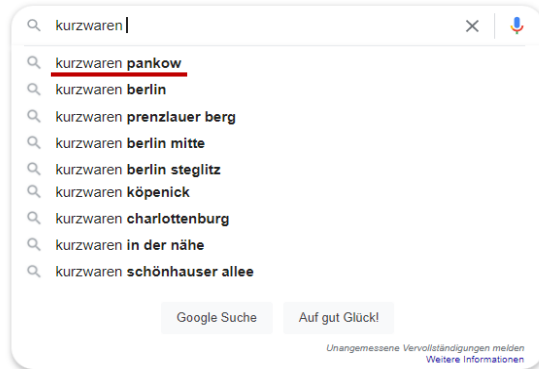 kurzwaren
kurzwaren pankow
kurzwaren berlin
kurzwaren prenzlauer berg
kurzwaren berlin mitte
kurzwaren berlin steglitz
kurzwaren köpenick
kurzwaren charlottenburg
kurzwaren in der nähe
kurzwaren schönhauser allee
Google Suche Auf gut Glück!
Unangemessene Vervollständigungen melden
Weitere Informationen